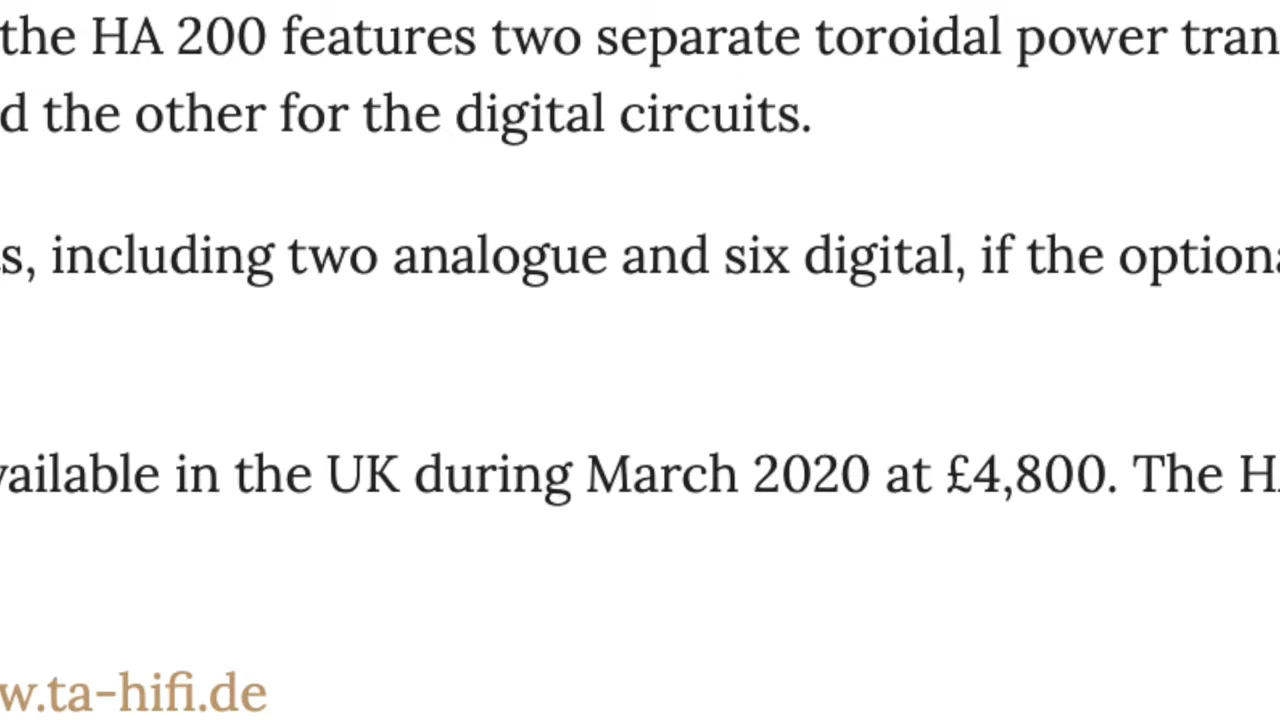 the HA 200 features two separate toroidal power tran
d the other for the digital circuits.
s, including two analogue and six digital, if the optiona
vailable in the UK during March 2020 at £4,800. The H
w.ta-hifi.de